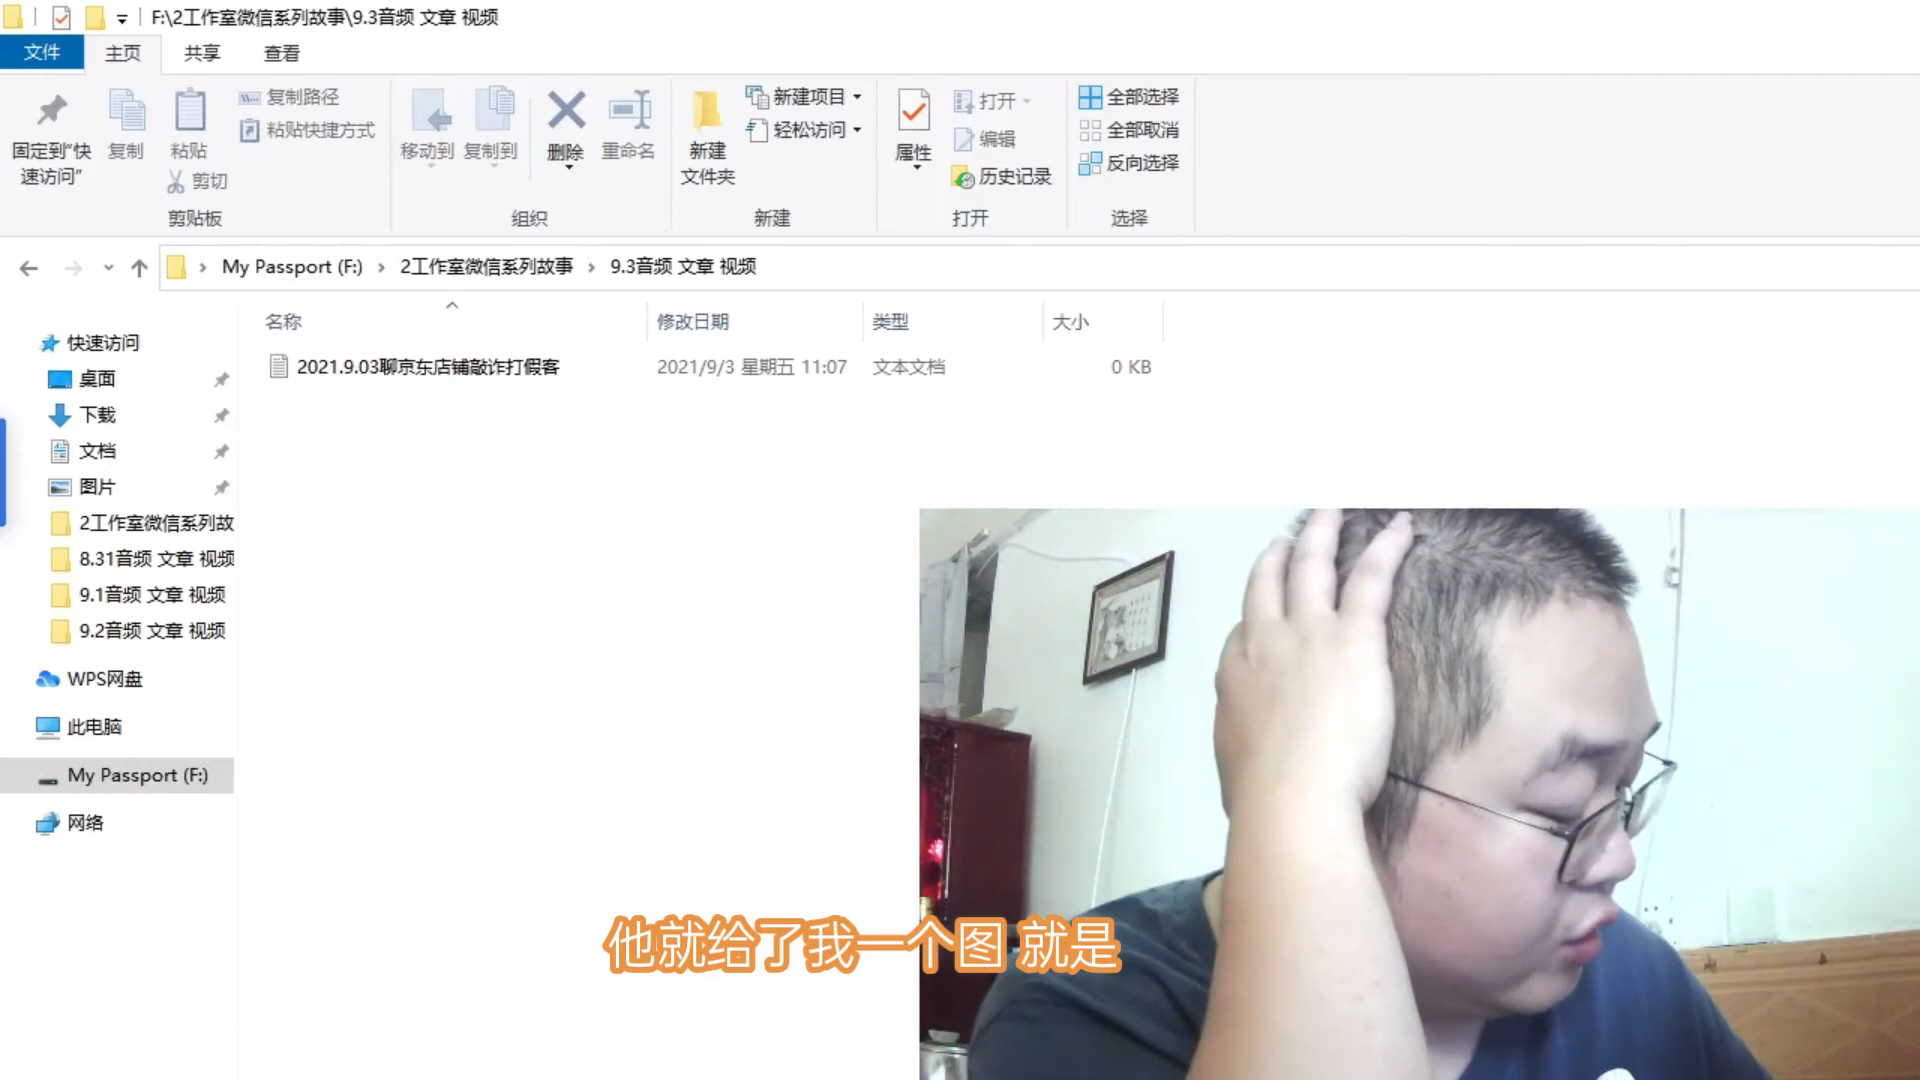 F:\2工作室微信系列故事\9.3音频 文章 视频
文件 主页 共享 查看
固定到“快速访问”
复制
粘贴
复制路径
粘贴快捷方式
剪切
剪贴板
移动到
复制到
删除
重命名
组织
新建文件夹
新建项目
轻松访问
新建
属性
打开
编辑
历史记录
打开
全部选择
全部取消
反向选择
选择
My Passport (F:) › 2工作室微信系列故事 › 9.3音频 文章 视频
名称 修改日期 类型 大小
2021.9.03聊京东店铺敲诈打假客 2021/9/3 星期五 11:07 文本文档 0 KB
快速访问
桌面
下载
文档
图片
2工作室微信系列故
8.31音频 文章 视频
9.1音频 文章 视频
9.2音频 文章 视频
WPS网盘
此电脑
My Passport (F:)
网络
他就给了我一个图 就是